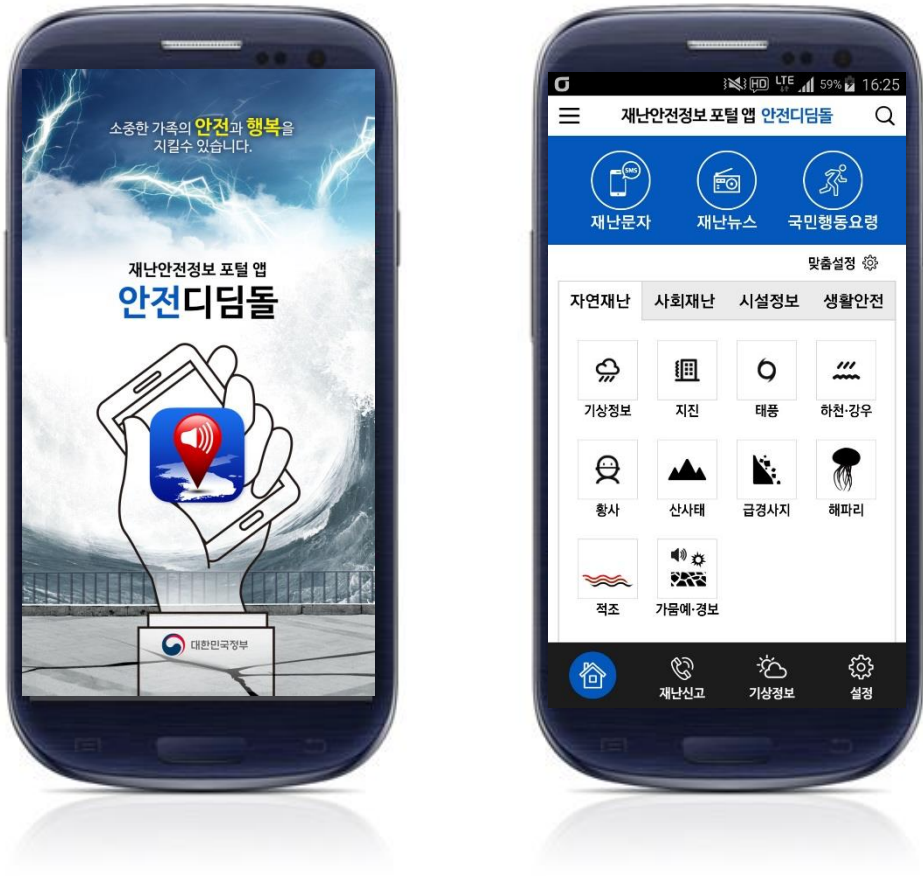 소중한 가족의 안전과 행복을
지킬수 있습니다.
재난안전정보 포털 앱
안전디딤돌
대한민국정부
HD LTE 59% 16:25
재난안전정보 포털 앱 안전디딤돌
SMS
재난문자 재난뉴스 국민행동요령
맞춤설정
자연재난 사회재난 시설정보 생활안전
기상정보 지진 태풍 하천·강우
황사 산사태 급경사지 해파리
적조 가뭄예·경보
재난신고 기상정보 설정